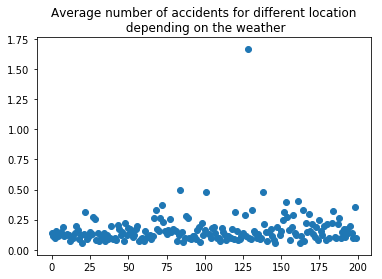 Average number of accidents for different location
depending on the weather
1.75
1.50
1.25
1.00
0.75
0.50
0.25
0.00
0 25 50 75 100 125 150 175 200